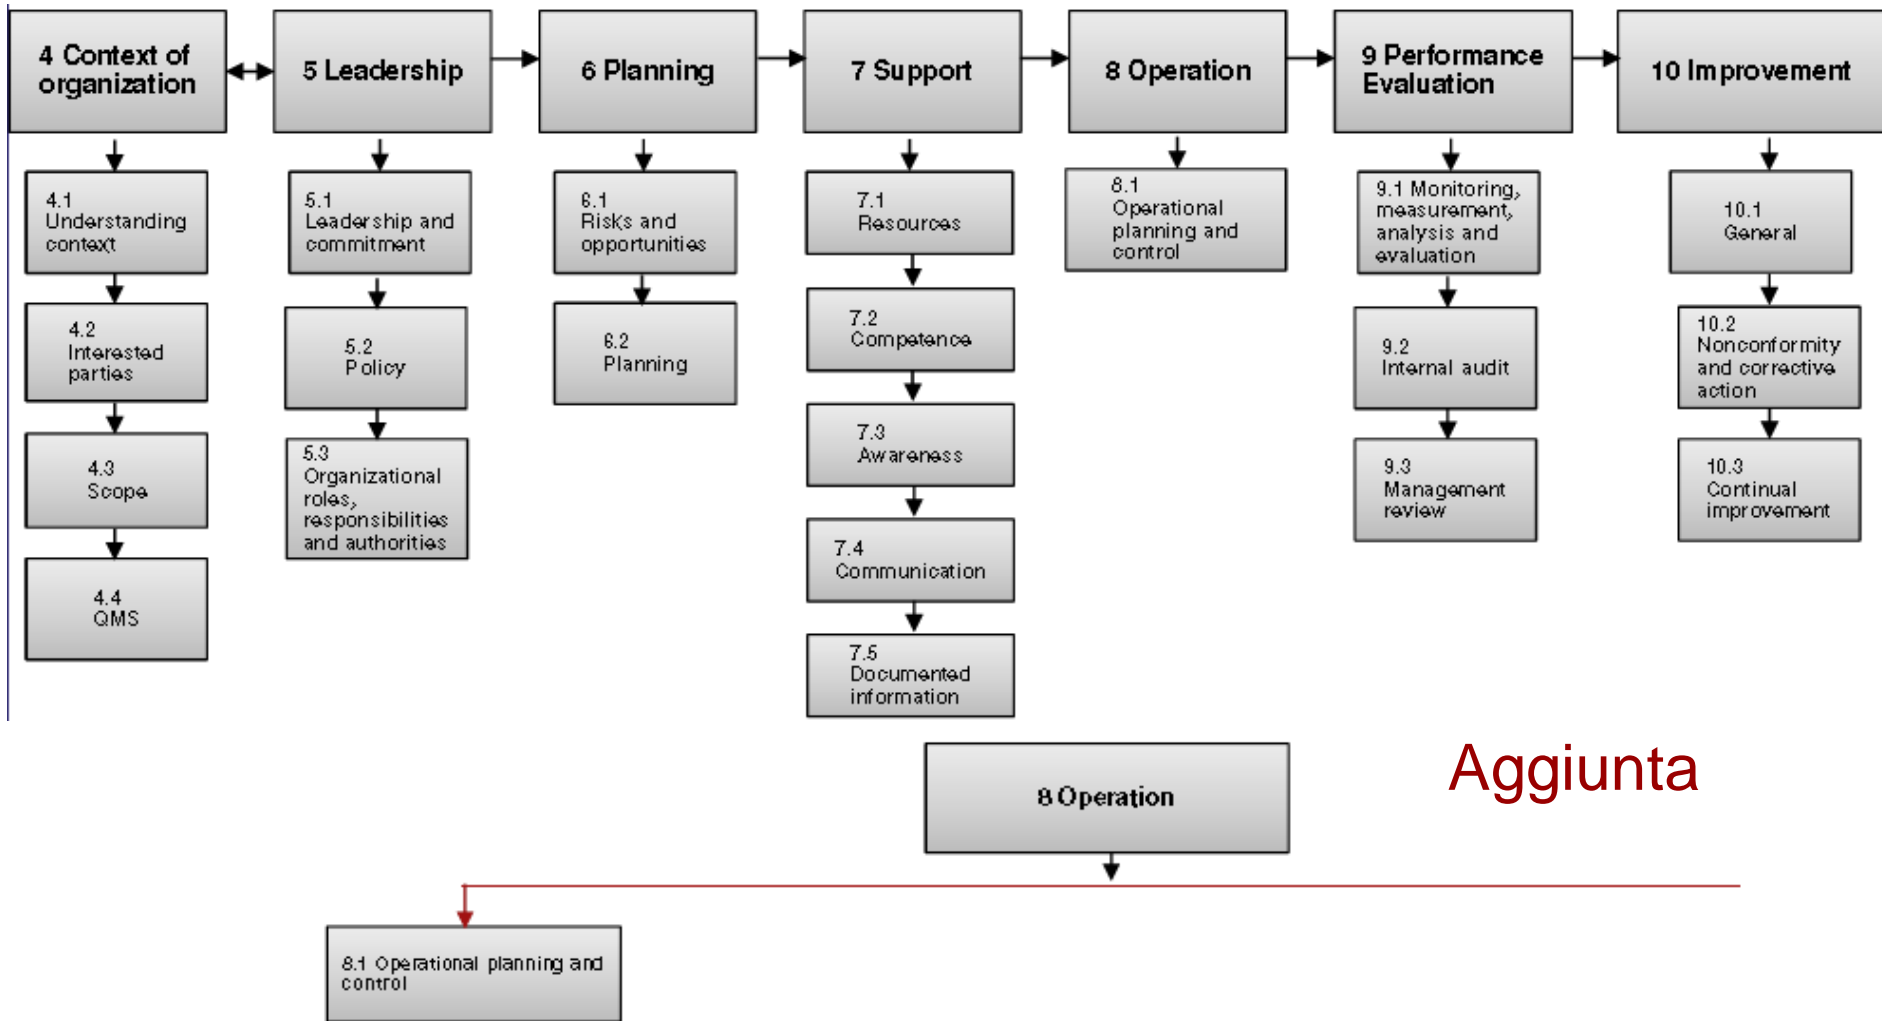 4 Context of
organization
5 Leadership
6 Planning
7 Support
8 Operation
9 Performance
Evaluation
10 Improvement
4.1
Understanding
context
4.2
Interested
parties
4.3
Scope
4.4
QMS
5.1
Leadership and
commitment
5.2
Policy
5.3
Organizational
roles,
responsibilities
and authorities
6.1
Risks and
opportunities
6.2
Planning
7.1
Resources
7.2
Competence
7.3
Awareness
7.4
Communication
7.5
Documented
information
8.1
Operational
planning and
control
9.1 Monitoring,
measurement,
analysis and
evaluation
9.2
Internal audit
9.3
Management
review
10.1
General
10.2
Nonconformity
and corrective
action
10.3
Continual
improvement
Aggiunta
8 Operation
8.1 Operational planning and
control